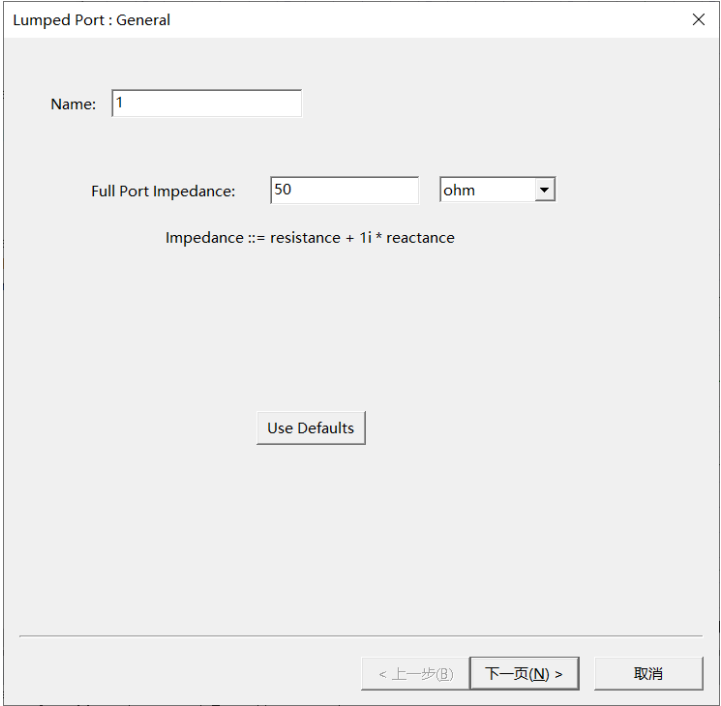 Lumped Port : General
Name: 1
Full Port Impedance: 50 ohm
Impedance ::= resistance + 1i * reactance
Use Defaults
< 上一步(B) 下一页(N) > 取消